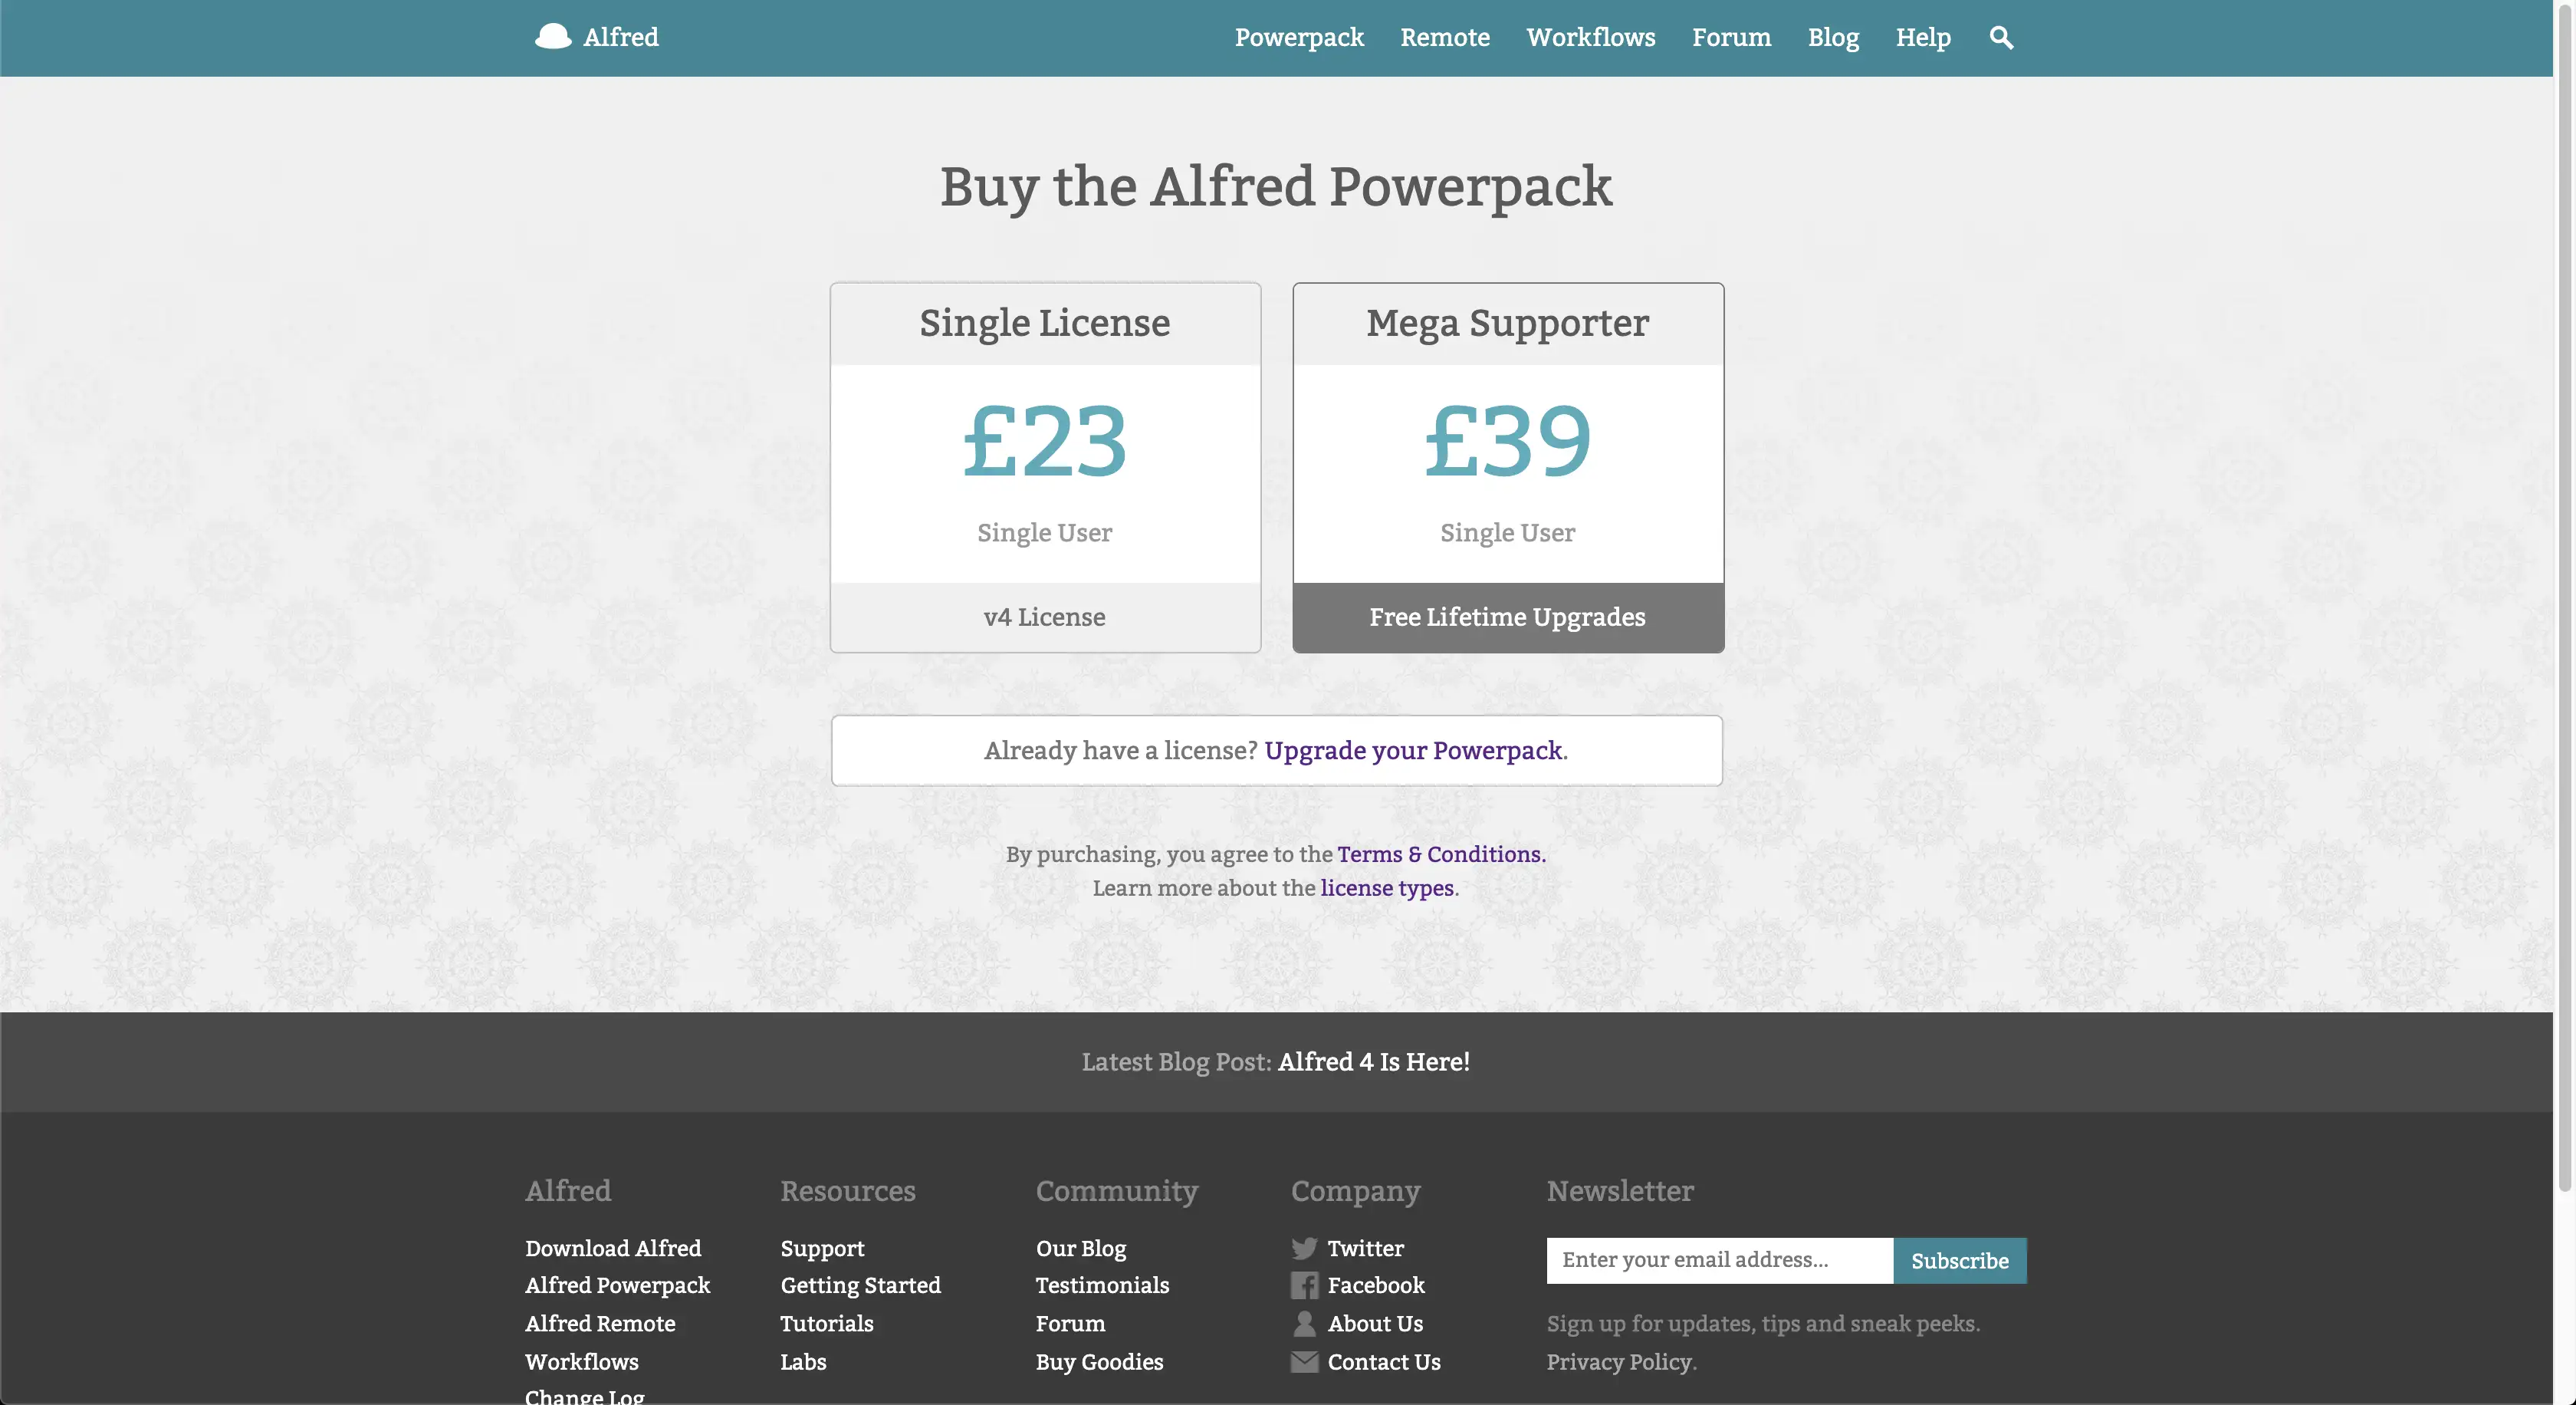 Alfred
Powerpack Remote Workflows Forum Blog Help
Buy the Alfred Powerpack
Single License
£23
Single User
v4 License
Mega Supporter
£39
Single User
Free Lifetime Upgrades
Already have a license? Upgrade your Powerpack.
By purchasing, you agree to the Terms & Conditions.
Learn more about the license types.
Latest Blog Post: Alfred 4 Is Here!
Alfred
Download Alfred
Alfred Powerpack
Alfred Remote
Workflows
Change Log
Resources
Support
Getting Started
Tutorials
Labs
Community
Our Blog
Testimonials
Forum
Buy Goodies
Company
Twitter
Facebook
About Us
Contact Us
Newsletter
Enter your email address...
Subscribe
Sign up for updates, tips and sneak peeks.
Privacy Policy.